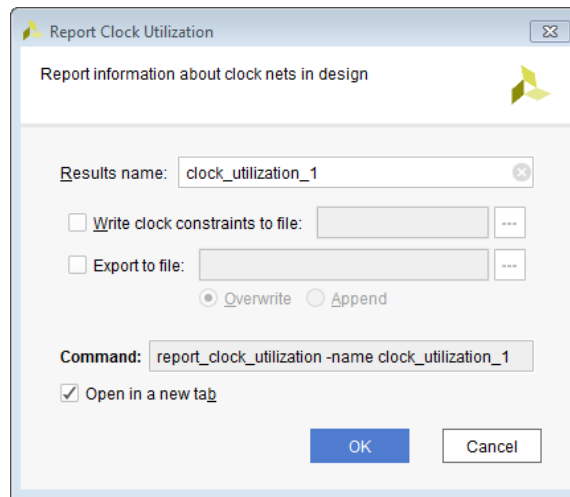 Report Clock Utilization
Report information about clock nets in design
Results name: clock_utilization_1
Write clock constraints to file: ---
Export to file: ---
Overwrite Append
Command: report_clock_utilization -name clock_utilization_1
Open in a new tab
OK Cancel